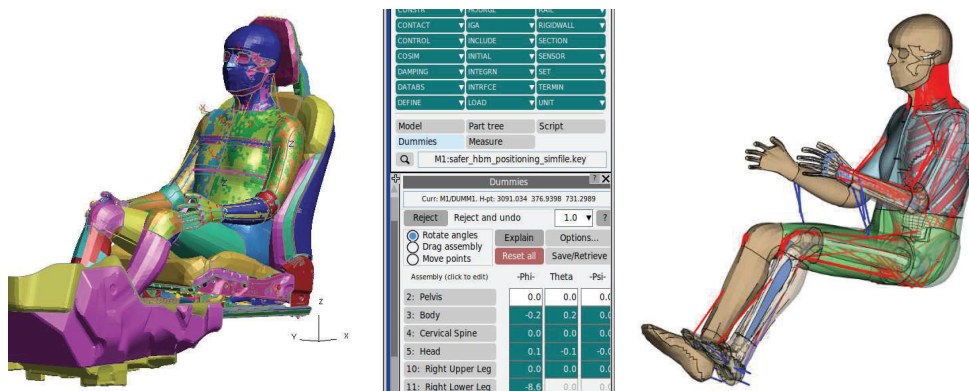 CONSTR ▼ HOURGL ▼ RAIL ▼
CONTACT ▼ IGA ▼ RIGIDWALL ▼
CONTROL ▼ INCLUDE ▼ SECTION
COSIM ▼ INITIAL ▼ SENSOR ▼
DAMPING ▼ INTEGRN ▼ SET ▼
DATABS ▼ INTRFCE ▼ TERMIN
DEFINE ▼ LOAD ▼ UNIT ▼
Model Part tree Script
Dummies Measure
M1:safer_hbm_positioning_simfile.key
Dummies ? X
Curr: M1/DUMM1. H-pt: 3091.034 376.9398 731.2989
Reject Reject and undo 1.0 ▼ ?
Rotate angles Explain Options...
Drag assembly
Move points Reset all Save/Retrieve
Assembly (click to edit) -Phi- Theta -Psi-
2: Pelvis 0.0 0.0 0.0
3: Body -0.2 0.2 0.0
4: Cervical Spine 0.0 0.0 0.0
5: Head 0.1 -0.1 -0.0
10: Right Upper Leg 0.0 0.0 0.0
11: Right Lower Leg -8.6 0.0 0.0
X
Z
Z
Y
X